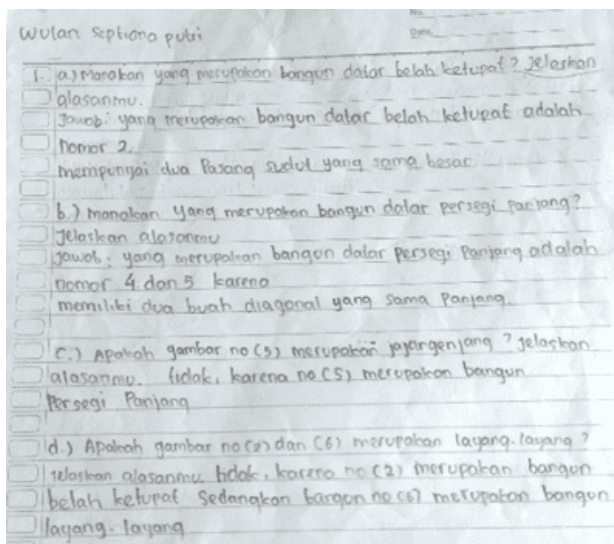 Wulan Septiana putri
No.
Date
1. a.) Manakan yang merupakan bangun datar belah ketupat? Jelaskan
alasanmu.
Jawab: yang merupakan bangun datar belah ketupat adalah
nomor 2.
mempunyai dua Pasang sudut yang sama besar.
b.) manakan yang merupakan bangun datar persegi panjang?
Jelaskan alasanmu
Jawab: yang merupakan bangun datar Persegi Panjang adalah
nomor 4 dan 5 karena
memiliki dua buah diagonal yang sama Panjang.
c.) Apakah gambar no (5) merupakan jajargenjang? Jelaskan
alasanmu. tidak, karena no (5) merupakan bangun
Persegi Panjang
d.) Apakah gambar no (2) dan (6) merupakan layang-layang?
Jelaskan alasanmu tidak, karena no (2) merupakan bangun
belah ketupat sedangkan bangun no (6) merupakan bangun
layang-layang